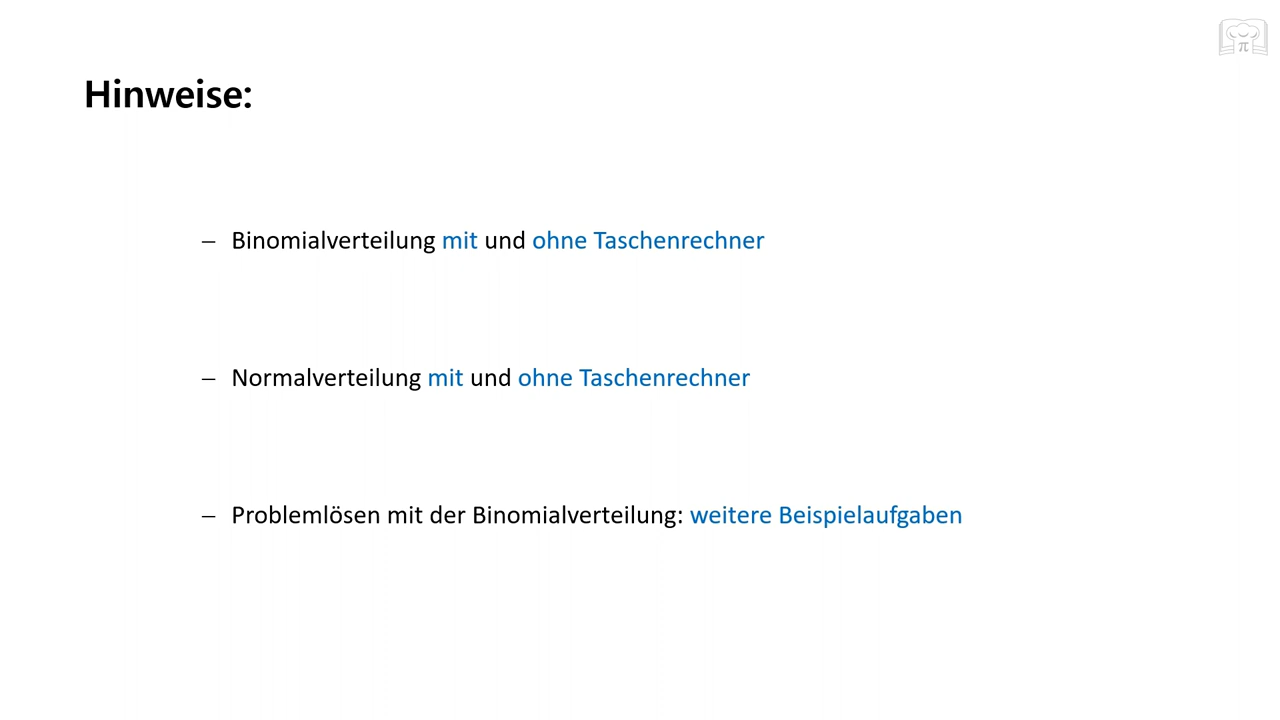 Hinweise:
– Binomialverteilung mit und ohne Taschenrechner
– Normalverteilung mit und ohne Taschenrechner
– Problemlösen mit der Binomialverteilung: weitere Beispielaufgaben
π